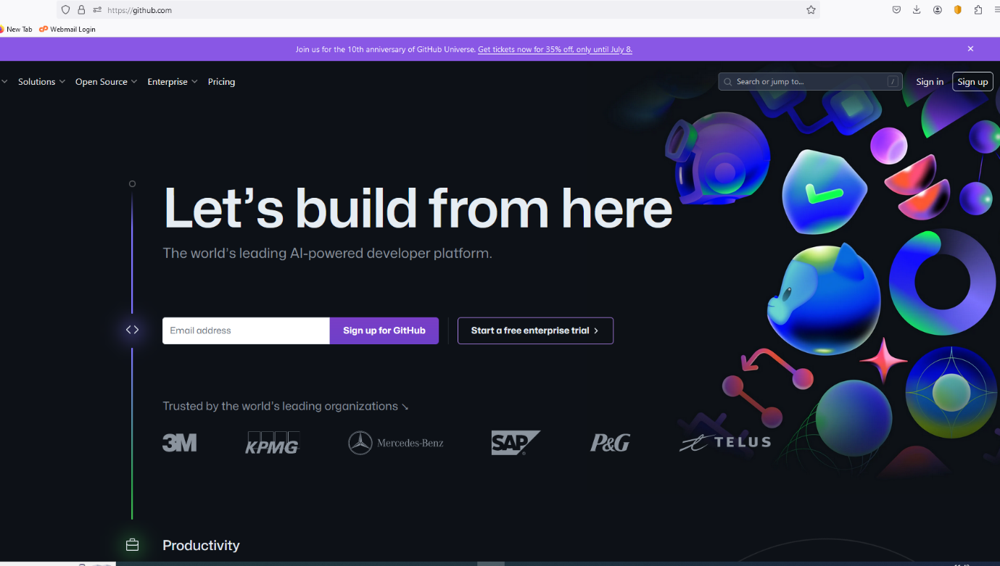 https://github.com
New Tab
Webmail Login
Join us for the 10th anniversary of GitHub Universe. Get tickets now for 35% off, only until July 8.
Solutions
Open Source
Enterprise
Pricing
Search or jump to...
/
Sign in
Sign up
Let’s build from here
The world’s leading AI-powered developer platform.
Email address
Sign up for GitHub
Start a free enterprise trial
Trusted by the world’s leading organizations ↘
3M
KPMG
Mercedes-Benz
SAP®
P&G
TELUS
Productivity